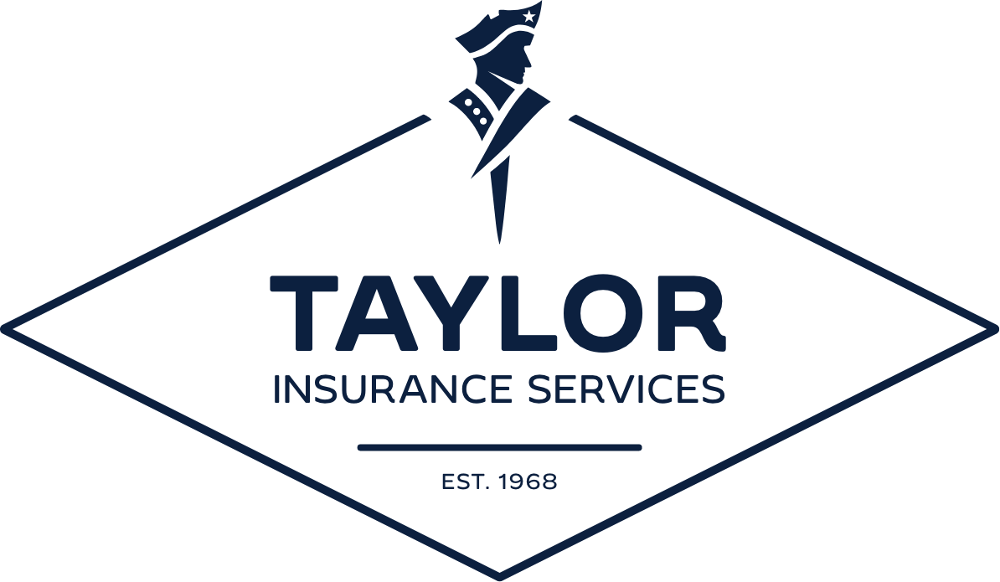 TAYLOR
INSURANCE SERVICES
EST. 1968